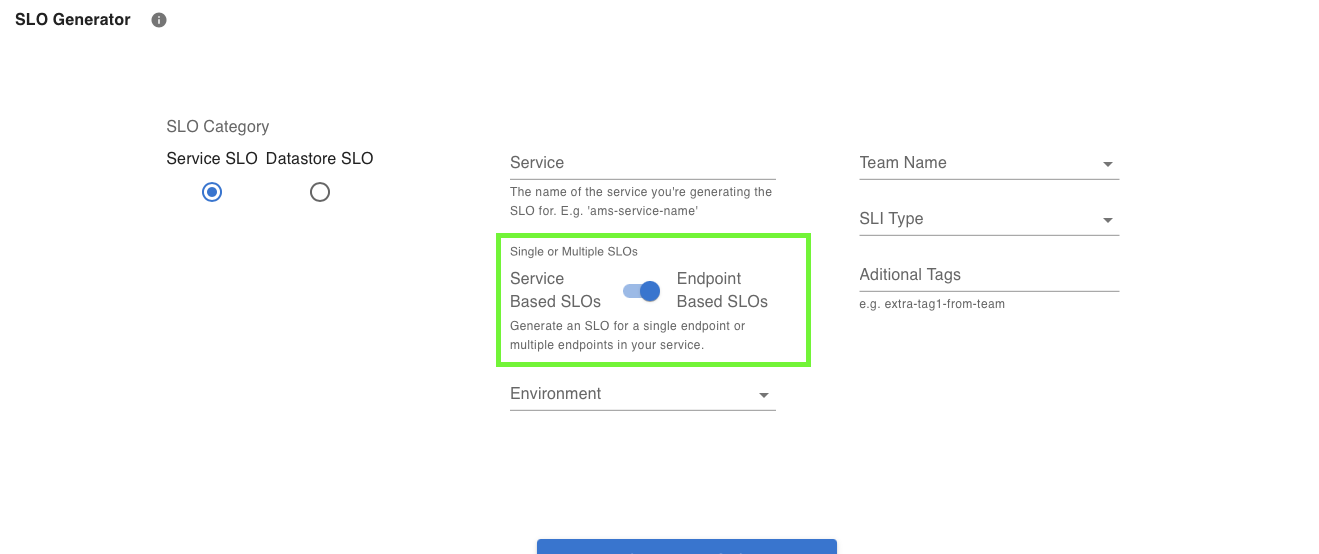 SLO Generator
SLO Category
Service SLO Datastore SLO
Service
The name of the service you're generating the
SLO for. E.g. 'ams-service-name'
Single or Multiple SLOs
Service
Based SLOs
Endpoint
Based SLOs
Generate an SLO for a single endpoint or
multiple endpoints in your service.
Environment
Team Name
SLI Type
Aditional Tags
e.g. extra-tag1-from-team